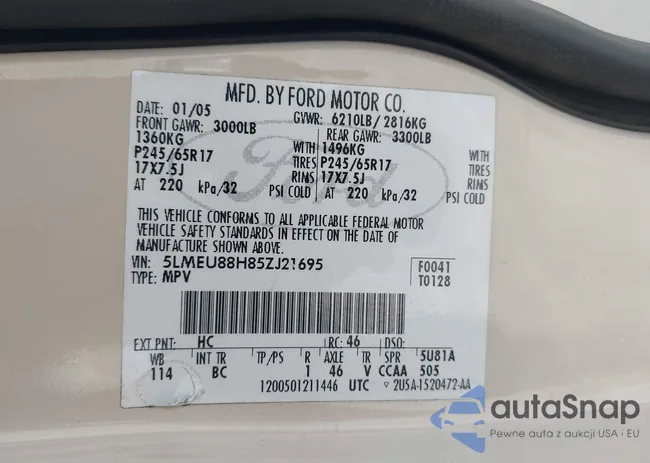 MFD. BY FORD MOTOR CO.
DATE: 01/05 GVWR: 6210LB/ 2816KG
FRONT GAWR: 3000LB REAR GAWR: 3300LB
1360KG WITH 1496KG WITH
P245/65R17 TIRES P245/65R17 TIRES
17X7.5J RIMS 17X7.5J RIMS
AT 220 kPa/32 PSI COLD AT 220 kPa/32 PSI COLD
Ford
THIS VEHICLE CONFORMS TO ALL APPLICABLE FEDERAL MOTOR
VEHICLE SAFETY STANDARDS IN EFFECT ON THE DATE OF
MANUFACTURE SHOWN ABOVE.
VIN: 5LMEU88H85ZJ21695 F0041
TYPE: MPV T0128
EXT PNT: HC RC: 46 DSO:
WB INT TR TP/PS R AXLE TR SPR 5U81A
114 BC 1 46 V CCAA 505
1200501211446 UTC 2U5A-1520472-AA
autaSnap
Pewne auta z aukcji USA i EU